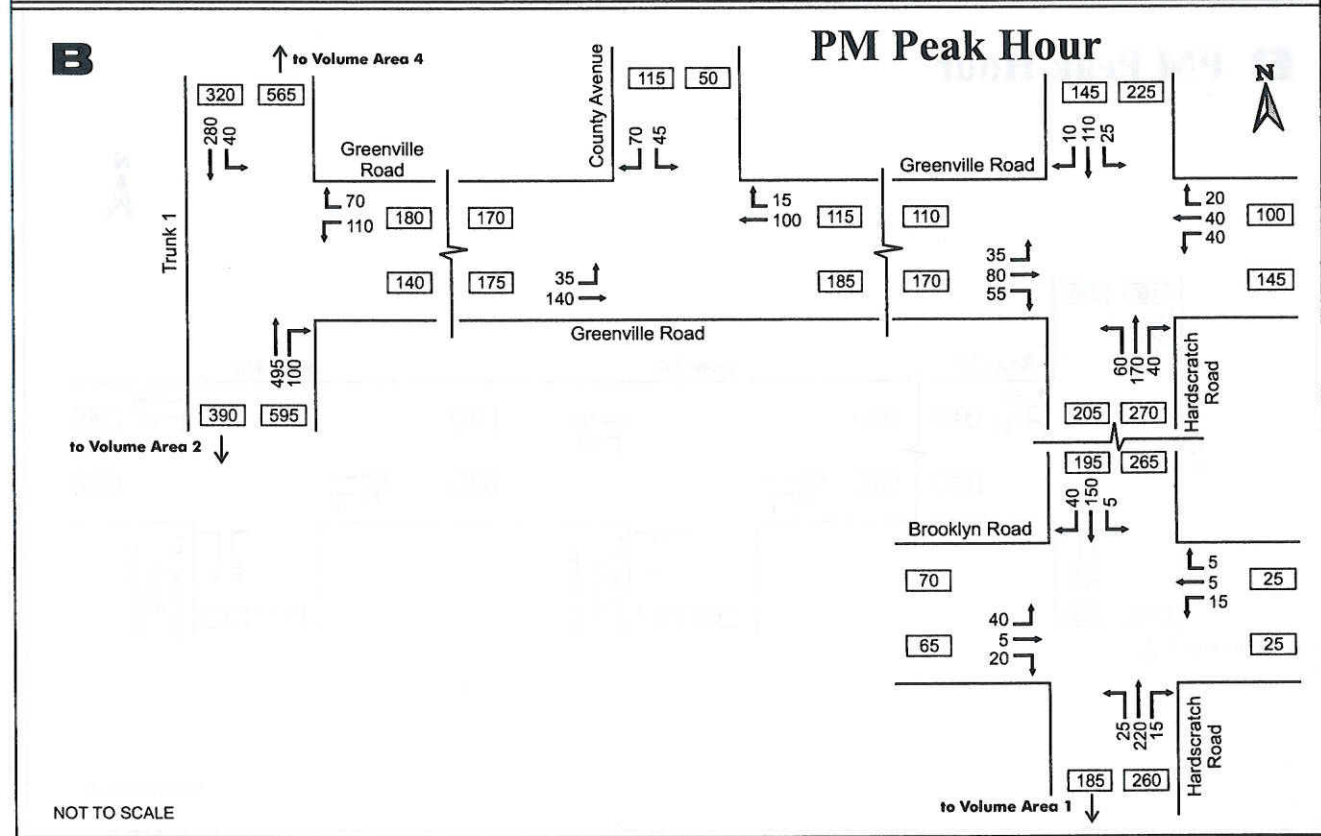 B
PM Peak Hour
N
to Volume Area 4
320 565
280
40
Trunk 1
Greenville
Road
70
110
180 170
140 175
495
100
390 595
to Volume Area 2
County Avenue
115 50
70
45
15
100
115 110
35
140
185 170
Greenville Road
Greenville Road
145 225
10
110
25
20
40
40
100
145
35
80
55
60
170
40
Hardscratch
Road
205 270
195 265
40
150
5
Brooklyn Road
70
65
40
5
20
5
5
15
25
25
25
220
15
Hardscratch
Road
185 260
to Volume Area 1
NOT TO SCALE